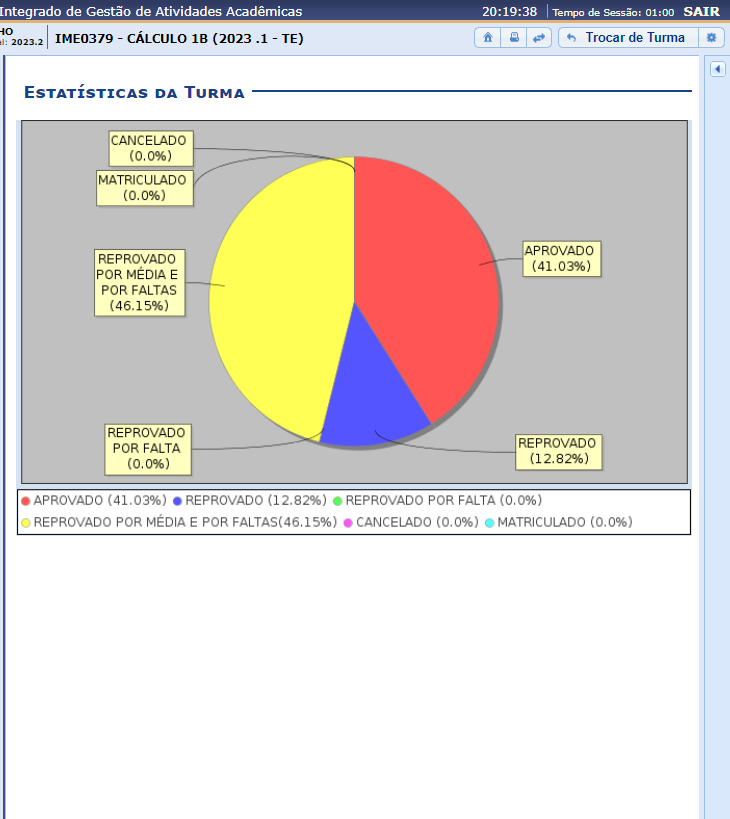 Integrado de Gestão de Atividades Acadêmicas 20:19:38 Tempo de Sessão: 01:00 SAIR
HO
el: 2023.2 IME0379 - CÁLCULO 1B (2023 .1 - TE) Trocar de Turma
Estatísticas da Turma
CANCELADO
(0.0%)
MATRICULADO
(0.0%)
APROVADO
(41.03%)
REPROVADO
POR MÉDIA E
POR FALTAS
(46.15%)
REPROVADO
POR FALTA
(0.0%)
REPROVADO
(12.82%)
APROVADO (41.03%) REPROVADO (12.82%) REPROVADO POR FALTA (0.0%)
REPROVADO POR MÉDIA E POR FALTAS(46.15%) CANCELADO (0.0%) MATRICULADO (0.0%)